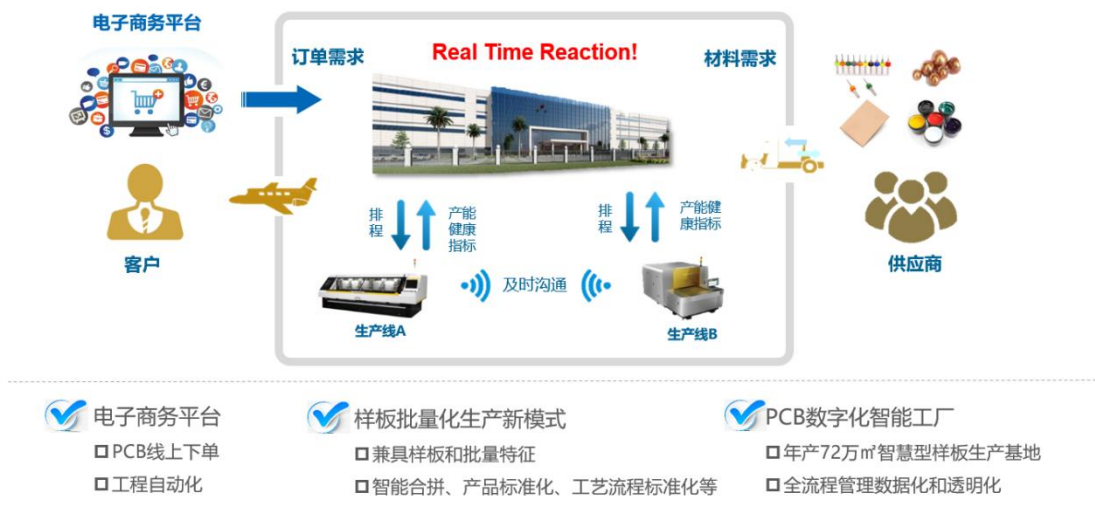 电子商务平台
订单需求
Real Time Reaction!
材料需求
排
程
产能
健康
指标
排
程
产能健
康指标
客户
供应商
及时沟通
生产线A
生产线B
电子商务平台
PCB线上下单
工程自动化
样板批量化生产新模式
兼具样板和批量特征
智能合拼、产品标准化、工艺流程标准化等
PCB数字化智能工厂
年产72万㎡智慧型样板生产基地
全流程管理数据化和透明化